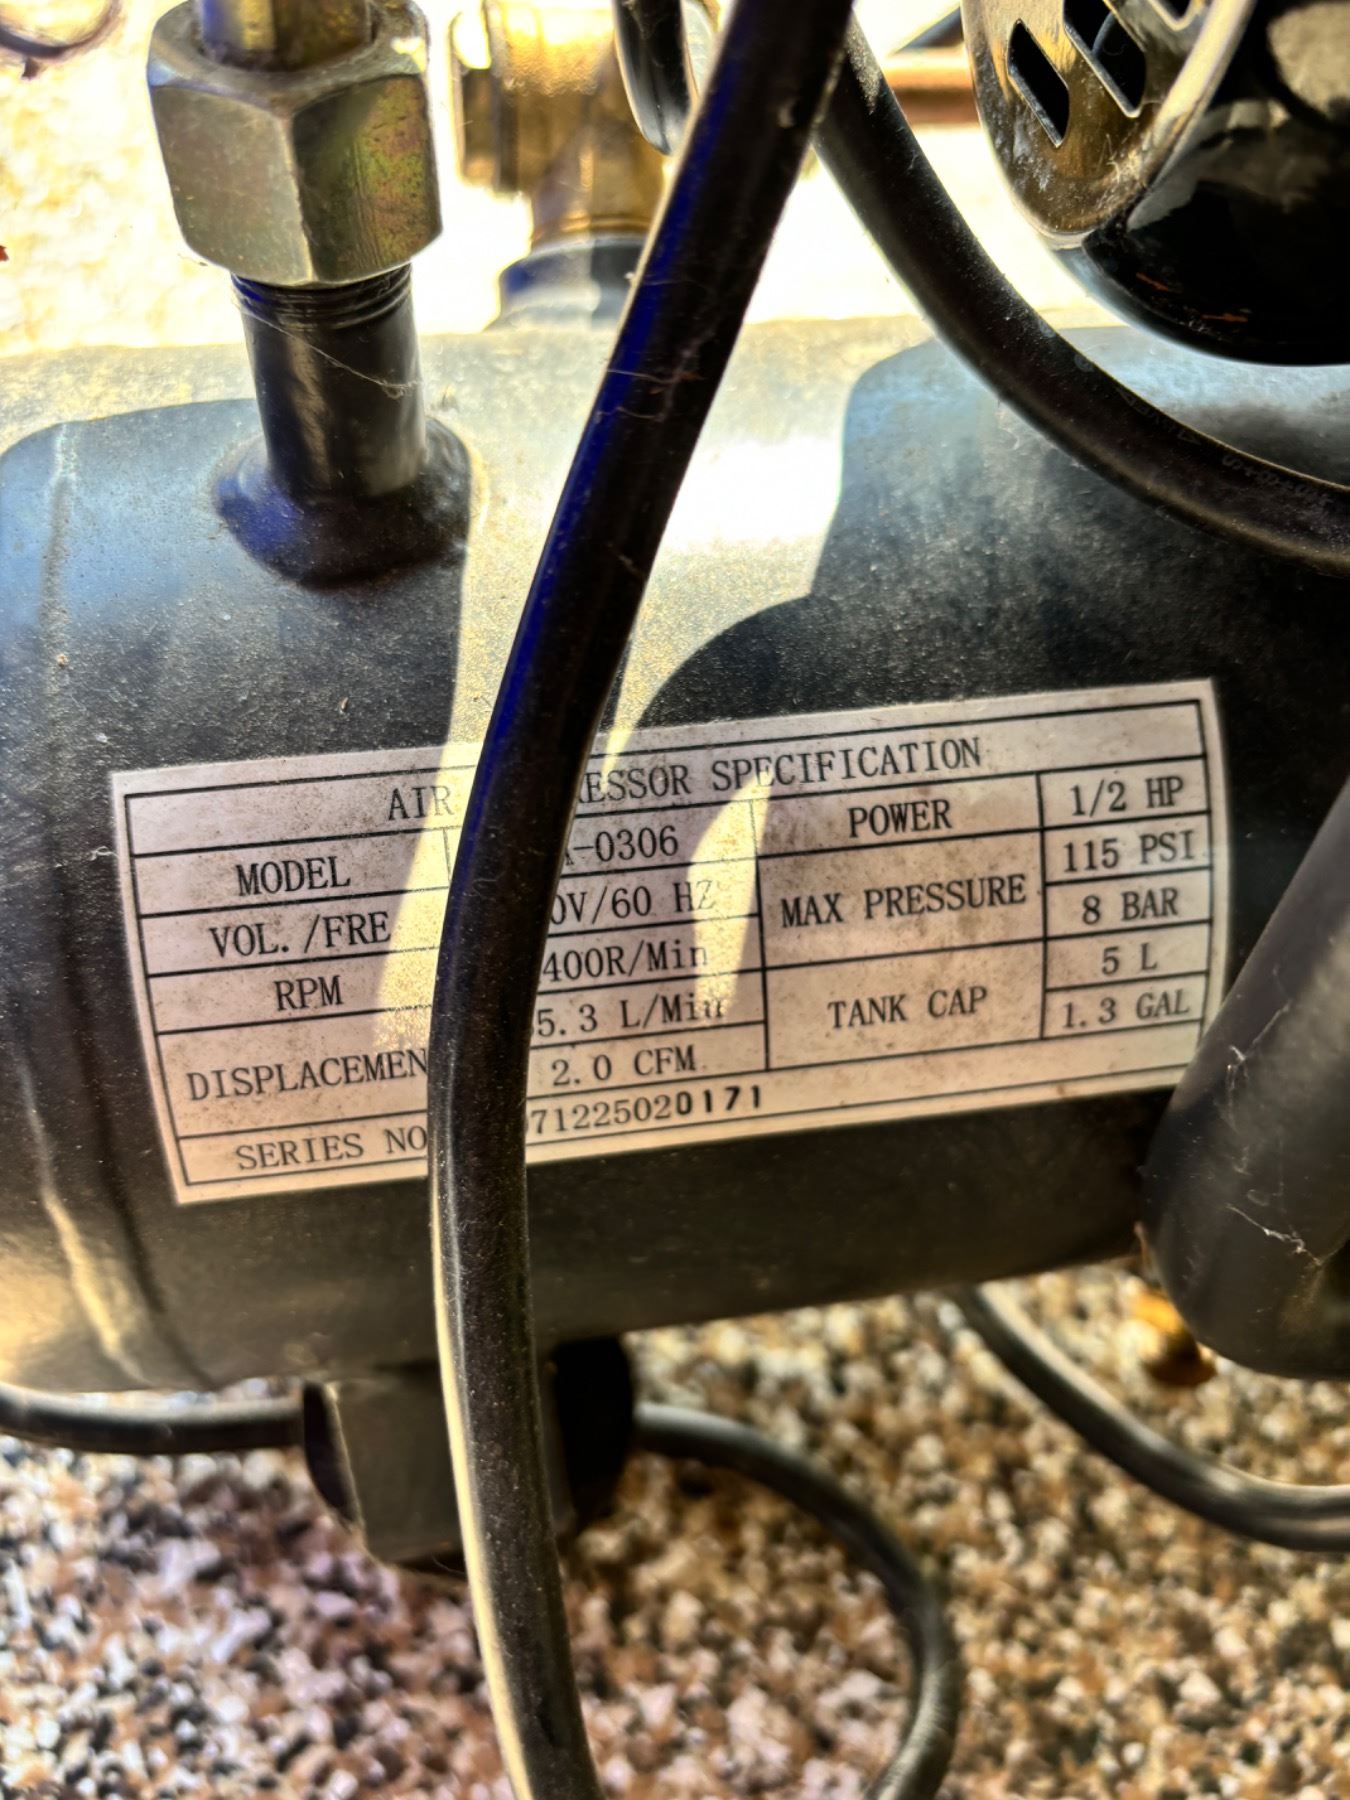 AIR ESSOR SPECIFICATION
MODEL -0306 POWER 1/2 HP
VOL./FRE 0V/60 HZ MAX PRESSURE 115 PSI
8 BAR
RPM 400R/Min TANK CAP 5 L
DISPLACEMEN 5.3 L/Min 1.3 GAL
2.0 CFM
SERIES NO 71225020171